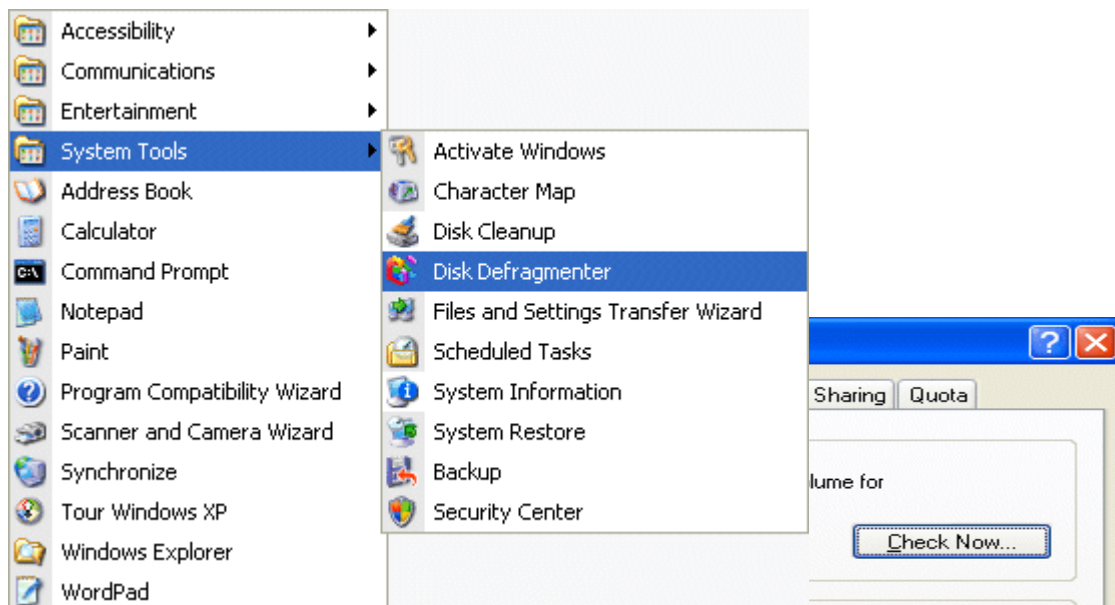 Accessibility
Communications
Entertainment
System Tools
Address Book
Calculator
Command Prompt
Notepad
Paint
Program Compatibility Wizard
Scanner and Camera Wizard
Synchronize
Tour Windows XP
Windows Explorer
WordPad
Activate Windows
Character Map
Disk Cleanup
Disk Defragmenter
Files and Settings Transfer Wizard
Scheduled Tasks
System Information
System Restore
Backup
Security Center
Sharing
Quota
lume for
Check Now...